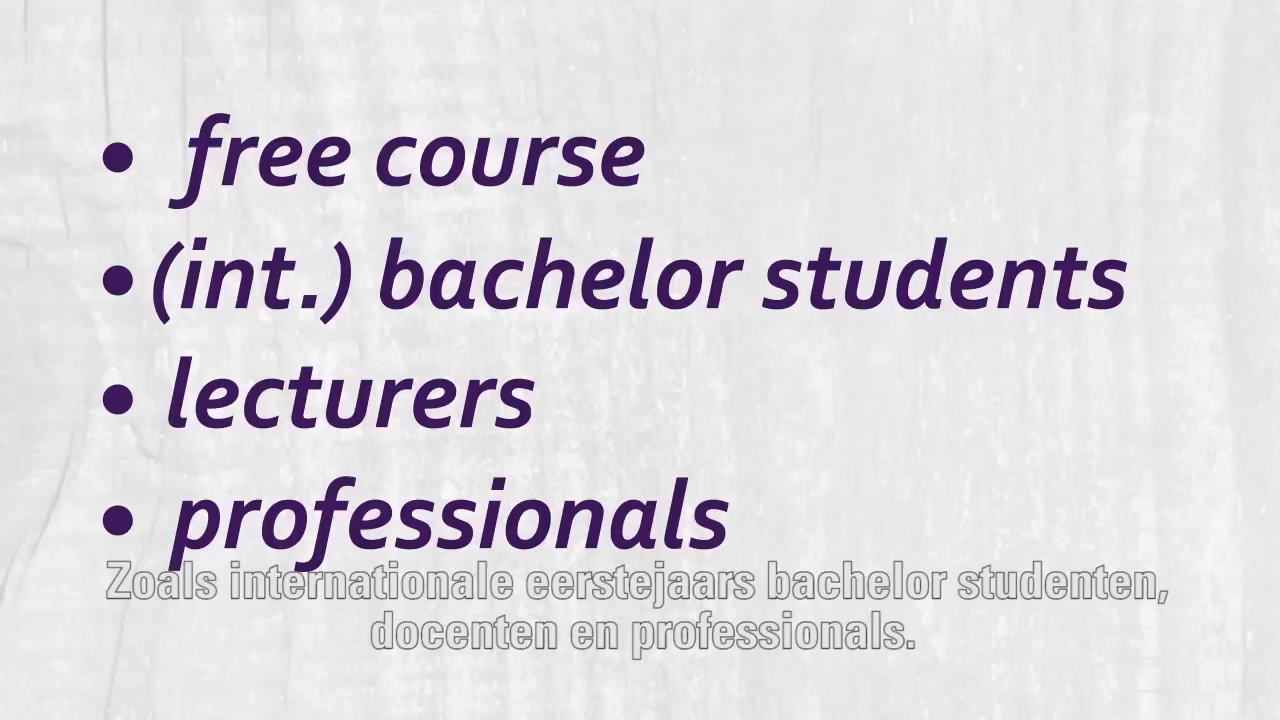 • free course
• (int.) bachelor students
• lecturers
• professionals
Zoals internationale eerstejaars bachelor studenten,
docenten en professionals.